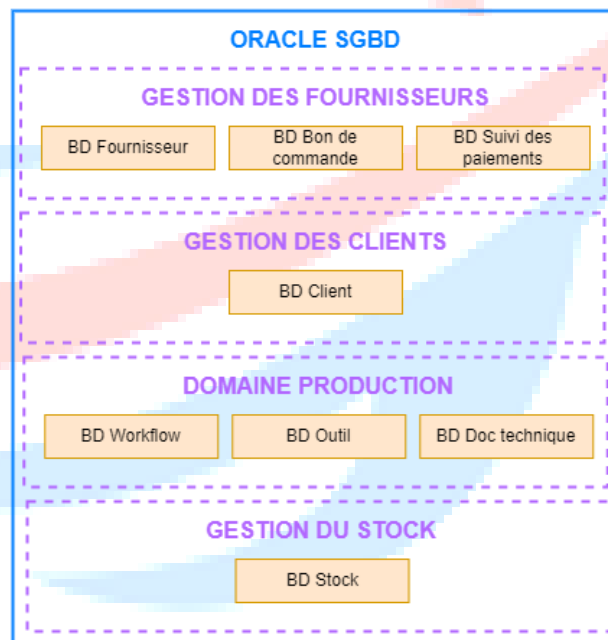 ORACLE SGBD
GESTION DES FOURNISSEURS
BD Fournisseur
BD Bon de
commande
BD Suivi des
paiements
GESTION DES CLIENTS
BD Client
DOMAINE PRODUCTION
BD Workflow
BD Outil
BD Doc technique
GESTION DU STOCK
BD Stock